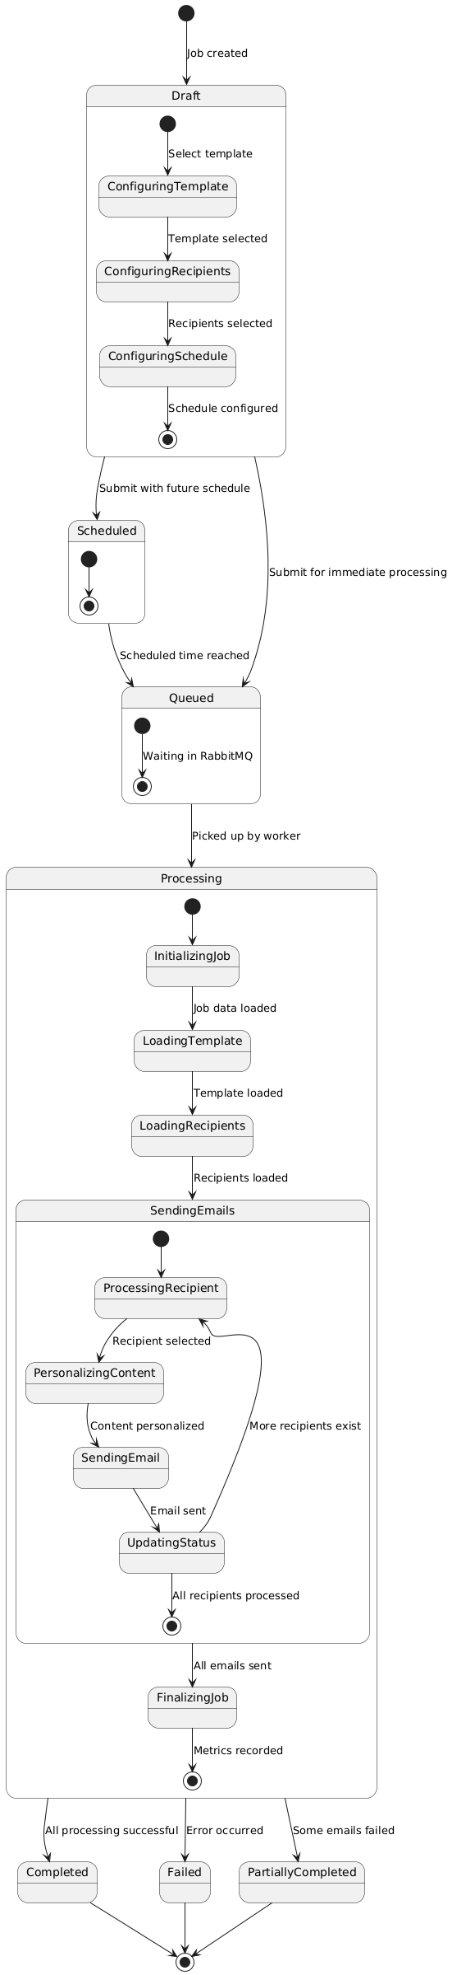 Job created
Draft
Select template
ConfiguringTemplate
Template selected
ConfiguringRecipients
Recipients selected
ConfiguringSchedule
Schedule configured
Submit with future schedule
Scheduled
Submit for immediate processing
Scheduled time reached
Queued
Waiting in RabbitMQ
Picked up by worker
Processing
InitializingJob
Job data loaded
LoadingTemplate
Template loaded
LoadingRecipients
Recipients loaded
SendingEmails
ProcessingRecipient
Recipient selected
PersonalizingContent
Content personalized
More recipients exist
SendingEmail
Email sent
UpdatingStatus
All recipients processed
All emails sent
FinalizingJob
Metrics recorded
All processing successful
Error occurred
Some emails failed
Completed
Failed
PartiallyCompleted